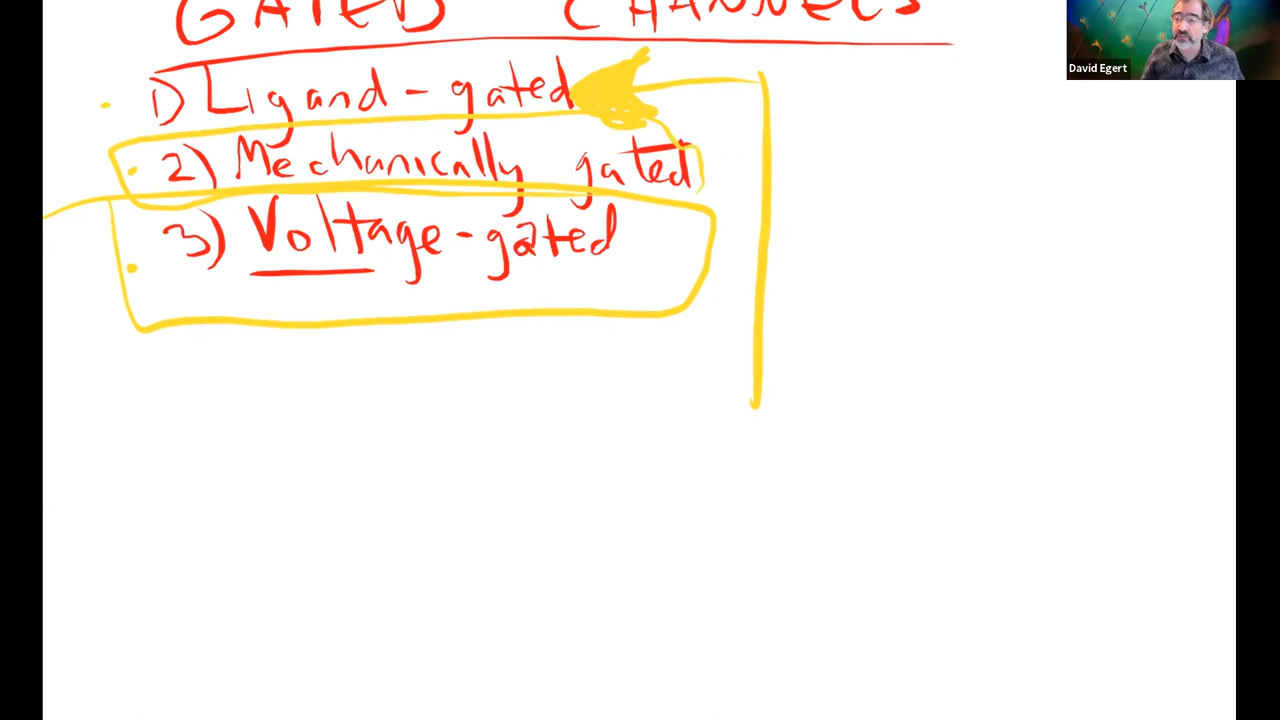 GATED CHANNELS
1) Ligand-gated
2) Mechanically gated
3) Voltage-gated
David Egert